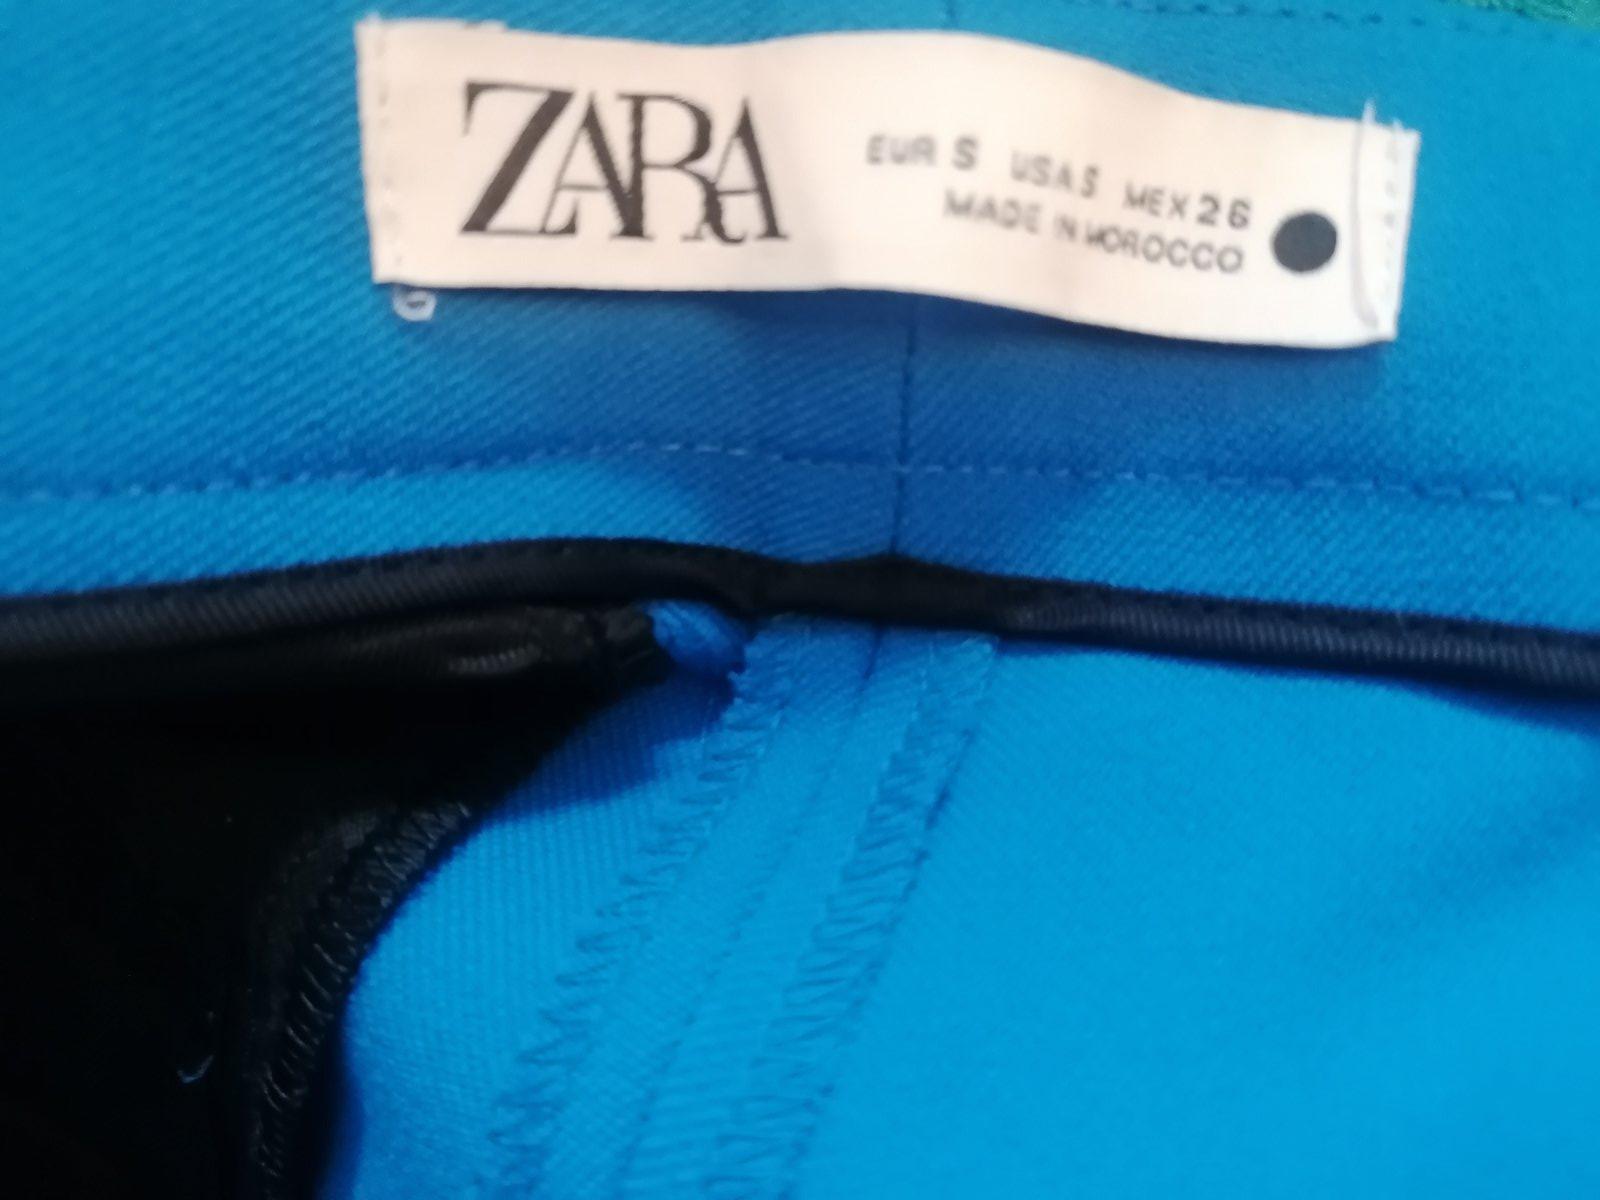 ZARA
EUR S USA S MEX 26
MADE IN MOROCCO